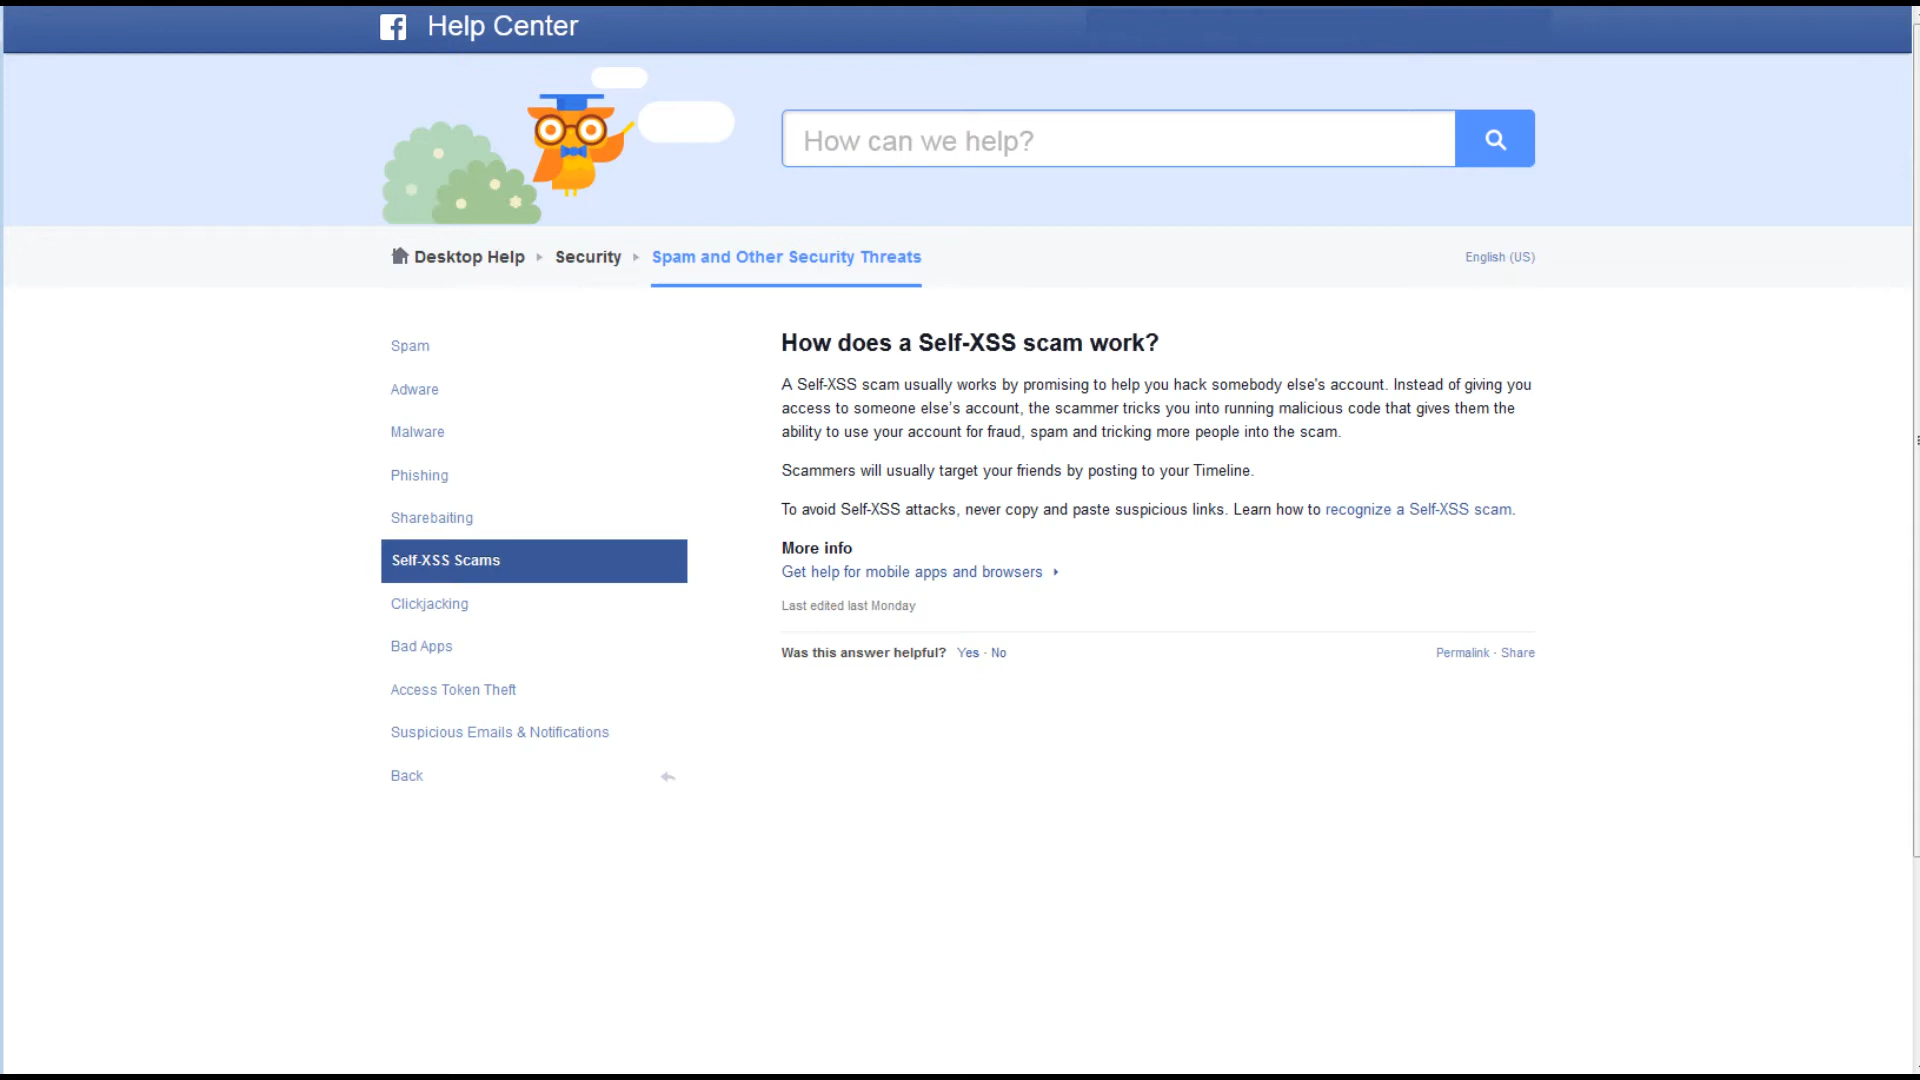 Help Center
How can we help?
Desktop Help Security Spam and Other Security Threats
English (US)
Spam
Adware
Malware
Phishing
Sharebaiting
Self-XSS Scams
Clickjacking
Bad Apps
Access Token Theft
Suspicious Emails & Notifications
Back
How does a Self-XSS scam work?
A Self-XSS scam usually works by promising to help you hack somebody else's account. Instead of giving you
access to someone else's account, the scammer tricks you into running malicious code that gives them the
ability to use your account for fraud, spam and tricking more people into the scam.
Scammers will usually target your friends by posting to your Timeline.
To avoid Self-XSS attacks, never copy and paste suspicious links. Learn how to recognize a Self-XSS scam.
More info
Get help for mobile apps and browsers
Last edited last Monday
Was this answer helpful? Yes · No
Permalink · Share